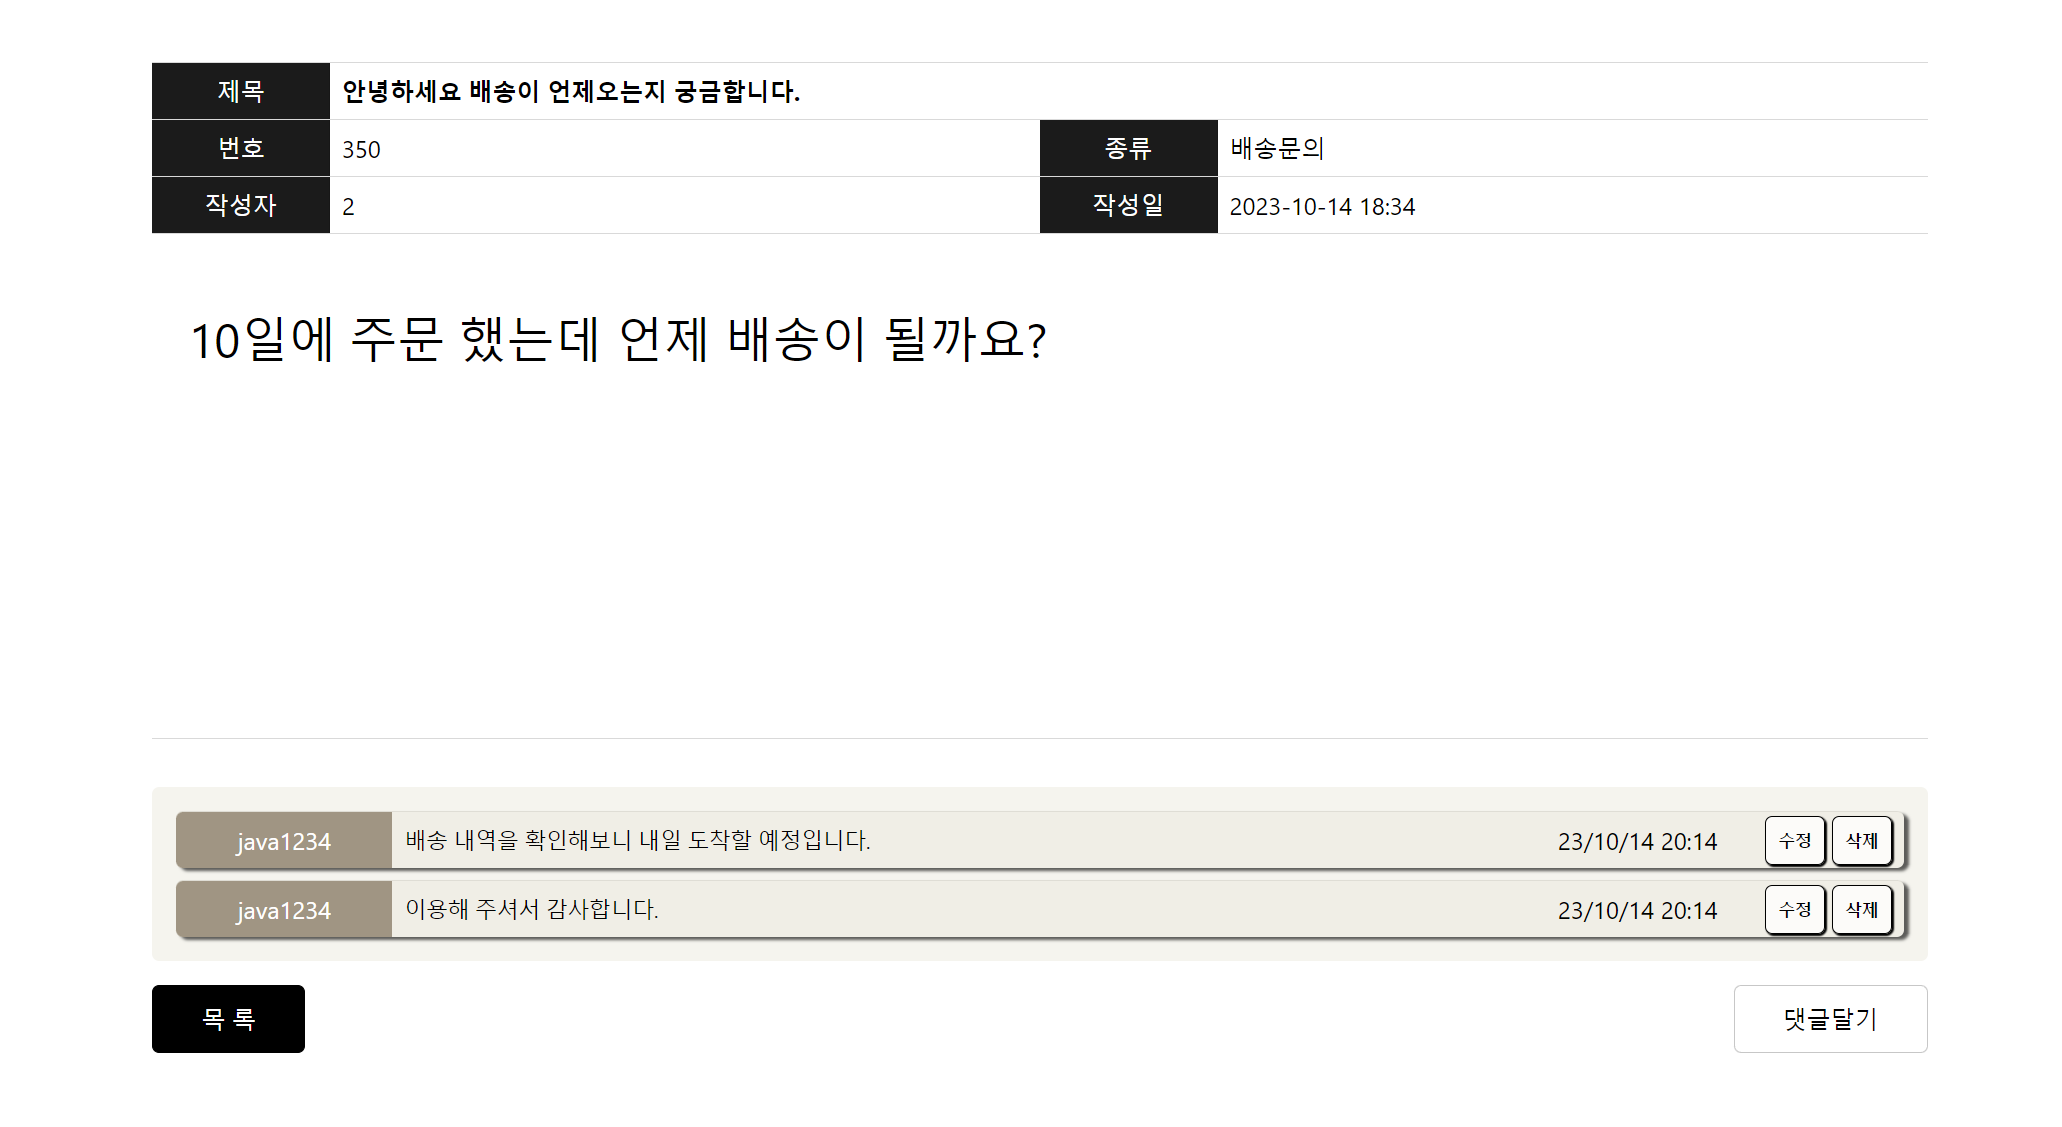 제목 안녕하세요 배송이 언제오는지 궁금합니다.
번호 350 종류 배송문의
작성자 2 작성일 2023-10-14 18:34
10일에 주문 했는데 언제 배송이 될까요?
java1234 배송 내역을 확인해보니 내일 도착할 예정입니다. 23/10/14 20:14 수정 삭제
java1234 이용해 주셔서 감사합니다. 23/10/14 20:14 수정 삭제
목 록 댓글달기